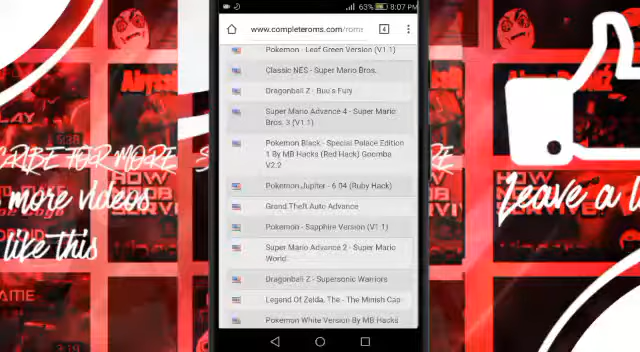 63% 8:07 PM
www.completeroms.com/roms
4
Pokemon - Leaf Green Version (V1.1)
Classic NES - Super Mario Bros.
Dragonball Z - Buu's Fury
Super Mario Advance 4 - Super Mario
Bros. 3 (V1.1)
Pokemon Black - Special Palace Edition
1 By MB Hacks (Red Hack) Goomba
V2.2
Pokemon Jupiter - 6.04 (Ruby Hack)
Grand Theft Auto Advance
Pokemon - Sapphire Version (V1.1)
Super Mario Advance 2 - Super Mario
World
Dragonball Z - Supersonic Warriors
Legend Of Zelda, The - The Minish Cap
Pokemon White Version By MB Hacks
FOR MORE
more videos
like this
Leave a
HOW